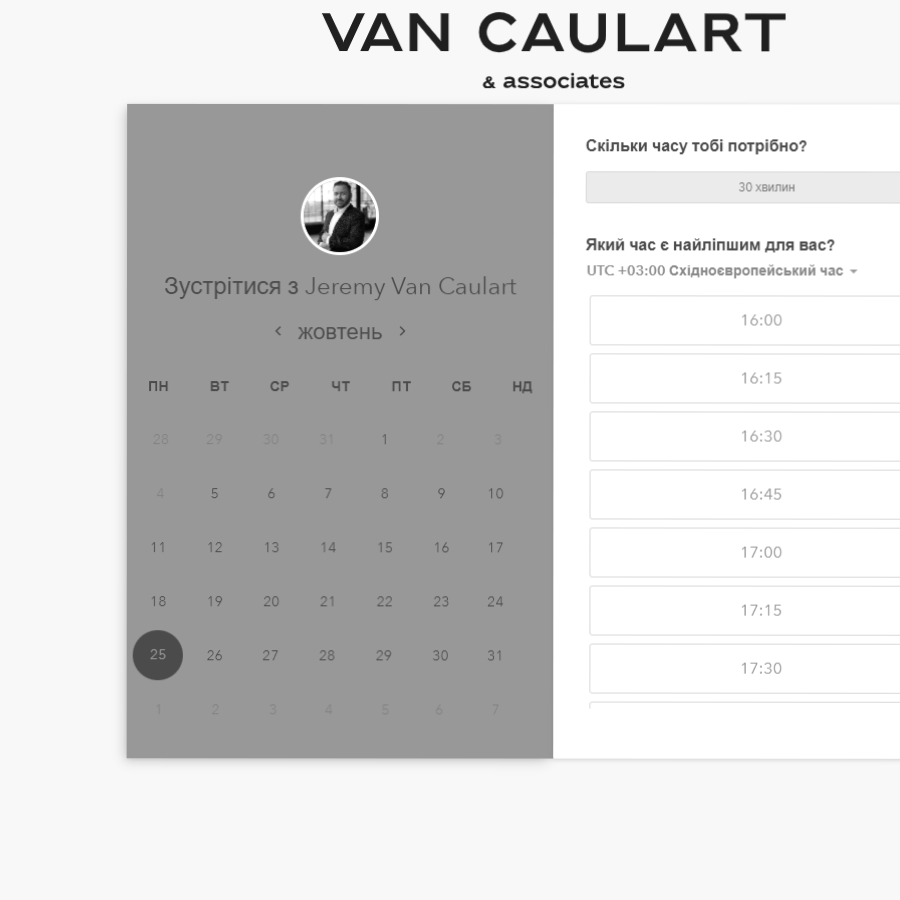 VAN CAULART
& associates
Зустрітися з Jeremy Van Caulart
жовтень
ПН ВТ СР ЧТ ПТ СБ НД
28 29 30 31 1 2 3
4 5 6 7 8 9 10
11 12 13 14 15 16 17
18 19 20 21 22 23 24
25 26 27 28 29 30 31
1 2 3 4 5 6 7
Скільки часу тобі потрібно?
30 хвилин
Який час є найліпшим для вас?
UTC +03:00 Східноєвропейський час
16:00
16:15
16:30
16:45
17:00
17:15
17:30